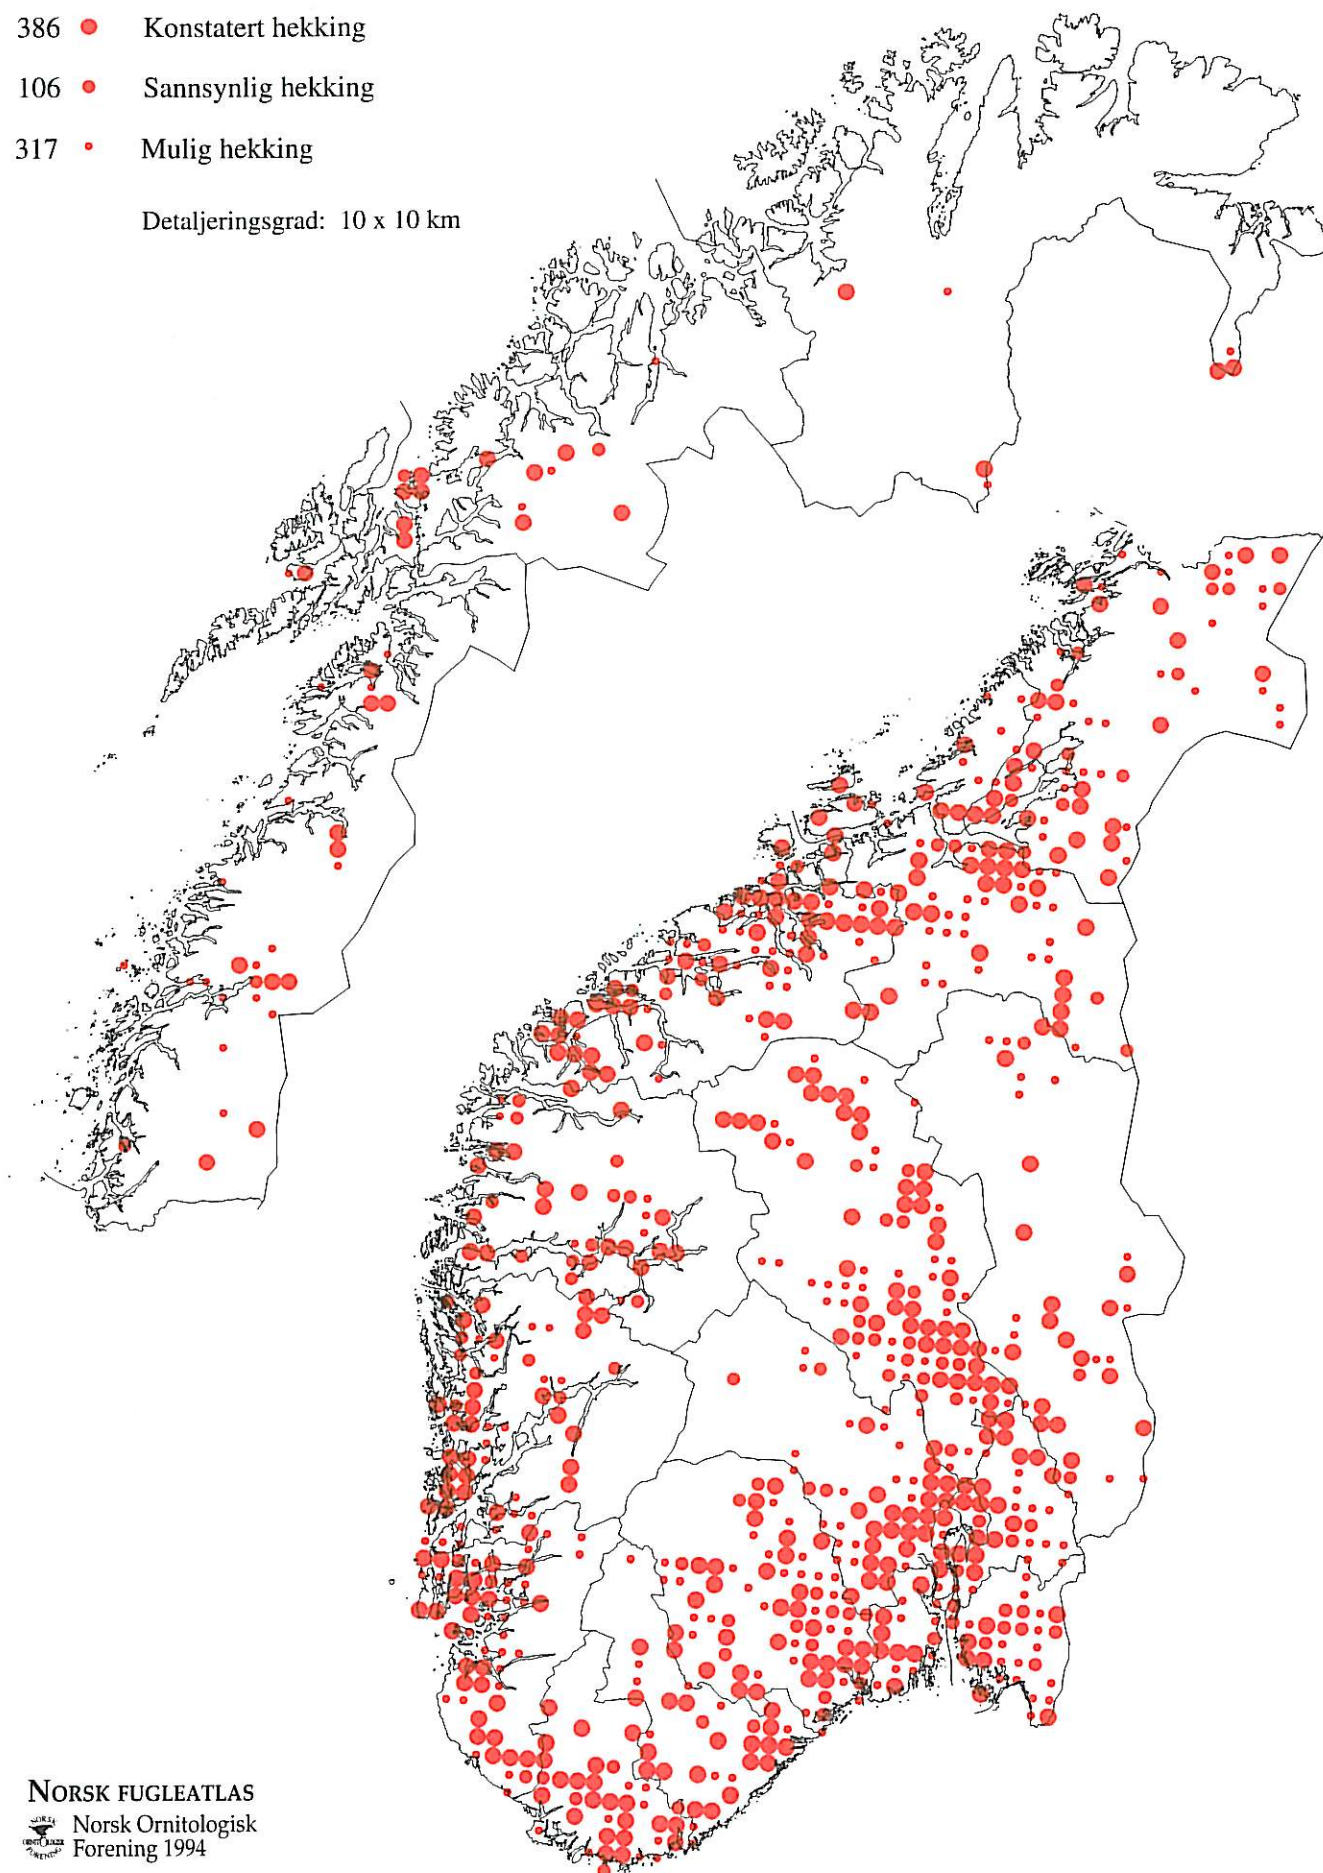 386 Konstatert hekking
106 Sannsynlig hekking
317 Mulig hekking
Detaljeringsgrad: 10 x 10 km
NORSK FUGLEATLAS
Norsk Ornitologisk
Forening 1994